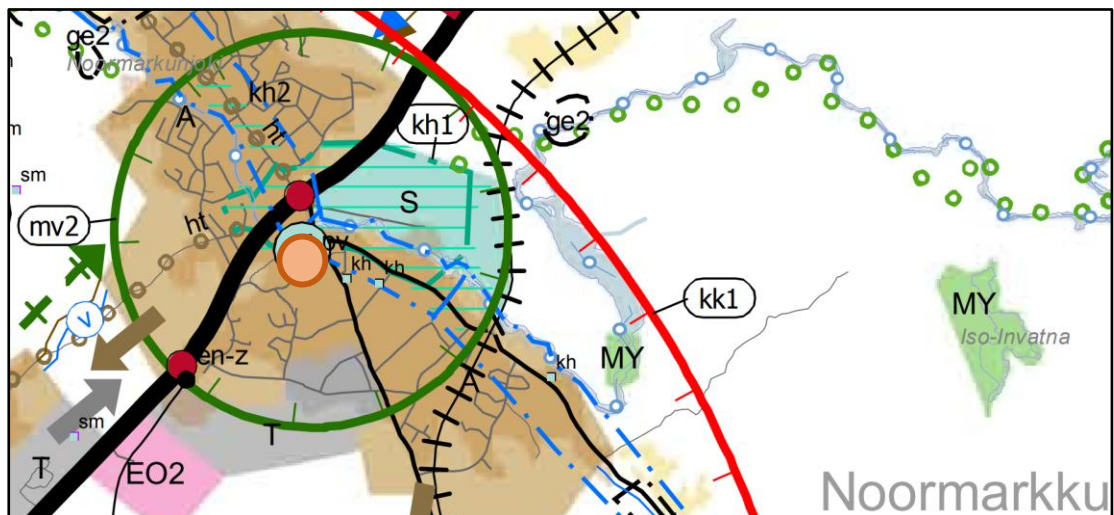 ge2
Noormarkunjoki
A
kh2
ht
kh1
ge2
sm
S
mv2
ht
pv
kh
kh
kk1
v
MY
Iso-Invatna
MY
en-z
kh
A
sm
T
T
EO2
Noormarkku